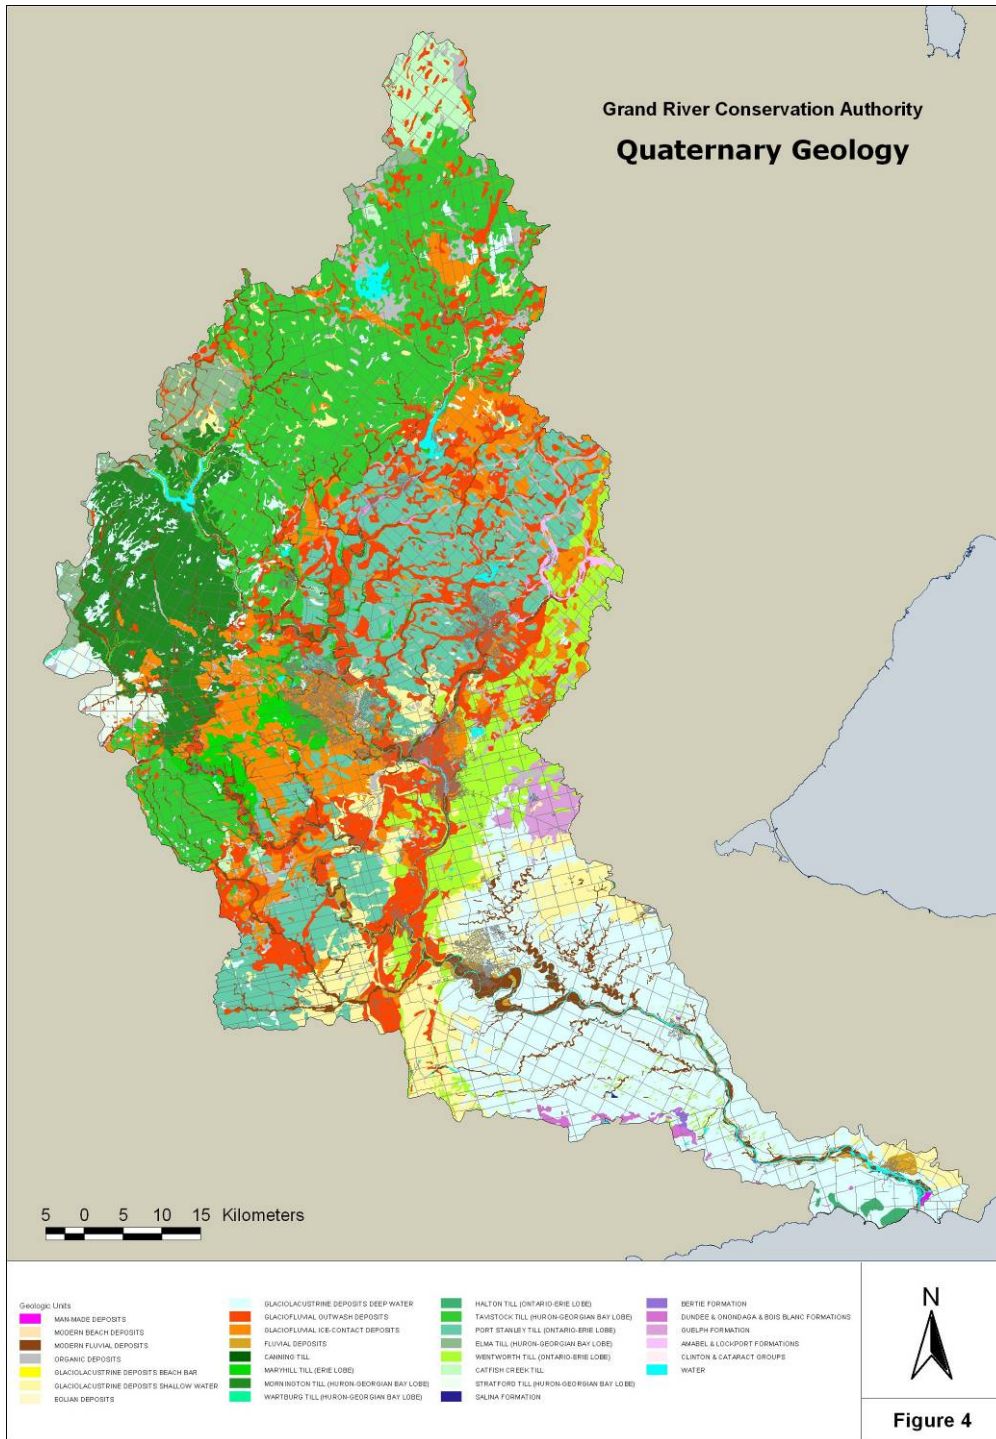 Grand River Conservation Authority
Quaternary Geology
5 0 5 10 15 Kilometers
Geologic Units
MAN-MADE DEPOSITS
MODERN BEACH DEPOSITS
MODERN FLUVIAL DEPOSITS
ORGANIC DEPOSITS
GLACIOLACUSTRINE DEPOSITS BEACH BAR
GLACIOLACUSTRINE DEPOSITS SHALLOW WATER
EOLIAN DEPOSITS
GLACIOLACUSTRINE DEPOSITS DEEP WATER
GLACIOFLUVIAL OUTWASH DEPOSITS
GLACIOFLUVIAL ICE-CONTACT DEPOSITS
FLUVIAL DEPOSITS
CANNING TILL
MARYHILL TILL (ERIE LOBE)
MORNINGTON TILL (HURON-GEORGIAN BAY LOBE)
WARTBURG TILL (HURON-GEORGIAN BAY LOBE)
HALTON TILL (ONTARIO-ERIE LOBE)
TAVISTOCK TILL (HURON-GEORGIAN BAY LOBE)
PORT STANLEY TILL (ONTARIO-ERIE LOBE)
ELMA TILL (HURON-GEORGIAN BAY LOBE)
WENTWORTH TILL (ONTARIO-ERIE LOBE)
CATFISH CREEK TILL
STRATFORD TILL (HURON-GEORGIAN BAY LOBE)
SALINA FORMATION
BERTIE FORMATION
DUNDEE & ONONDAGA & BOIS BLANC FORMATIONS
GUELPH FORMATION
AMABEL & LOCKPORT FORMATIONS
CLINTON & CATARACT GROUPS
WATER
N
Figure 4